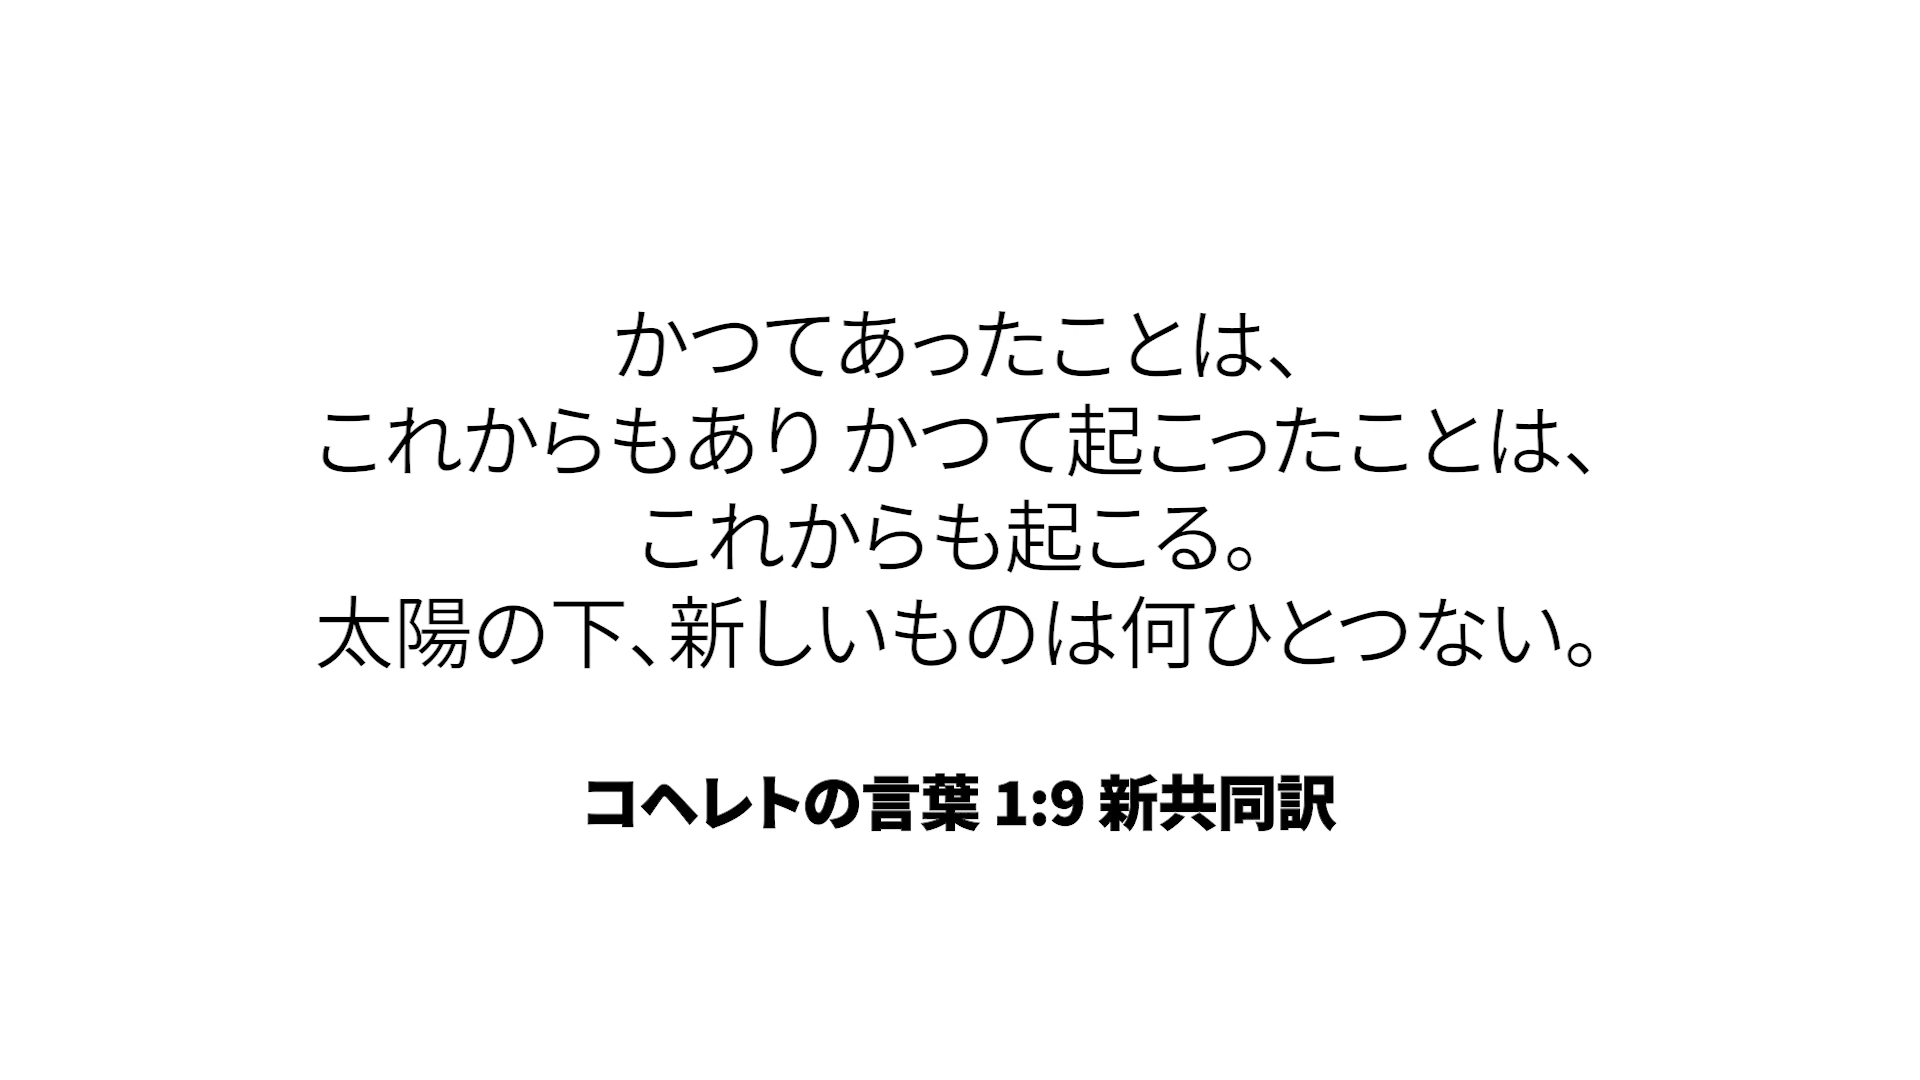 かつてあったことは、
これからもあり かつて起こったことは、
これからも起こる。
太陽の下、新しいものは何ひとつない。
コヘレトの言葉 1:9 新共同訳